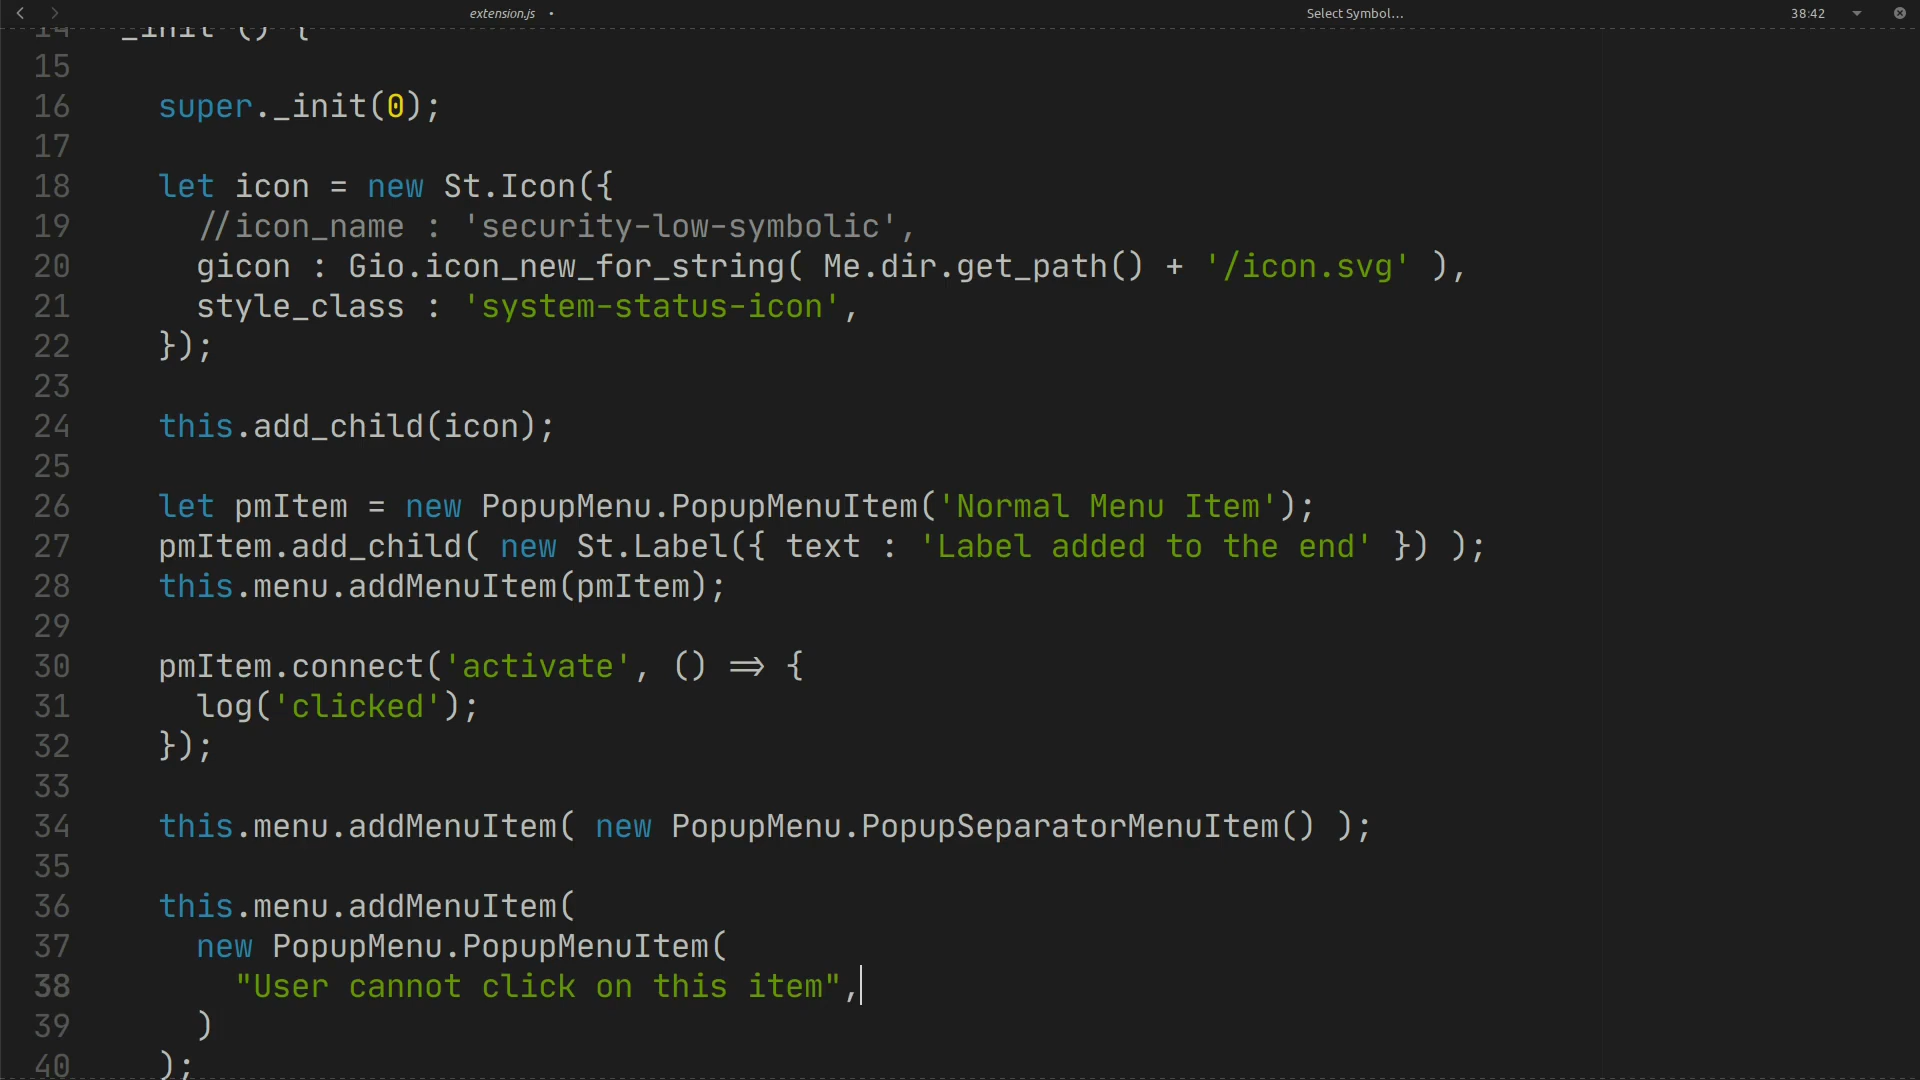 extension.js •
Select Symbol...
38:42
14 _init () {
15
16 super._init(0);
17
18 let icon = new St.Icon({
19 //icon_name : 'security-low-symbolic',
20 gicon : Gio.icon_new_for_string( Me.dir.get_path() + '/icon.svg' ),
21 style_class : 'system-status-icon',
22 });
23
24 this.add_child(icon);
25
26 let pmItem = new PopupMenu.PopupMenuItem('Normal Menu Item');
27 pmItem.add_child( new St.Label({ text : 'Label added to the end' }) );
28 this.menu.addMenuItem(pmItem);
29
30 pmItem.connect('activate', () => {
31 log('clicked');
32 });
33
34 this.menu.addMenuItem( new PopupMenu.PopupSeparatorMenuItem() );
35
36 this.menu.addMenuItem(
37 new PopupMenu.PopupMenuItem(
38 "User cannot click on this item",
39 )
40 );